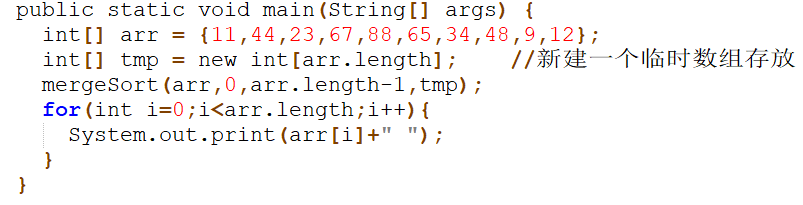 public static void main(String[] args) {
int[] arr = {11,44,23,67,88,65,34,48,9,12};
int[] tmp = new int[arr.length];    //新建一个临时数组存放
mergeSort(arr,0,arr.length-1,tmp);
for(int i=0;i<arr.length;i++){
System.out.print(arr[i]+" ");
}
}